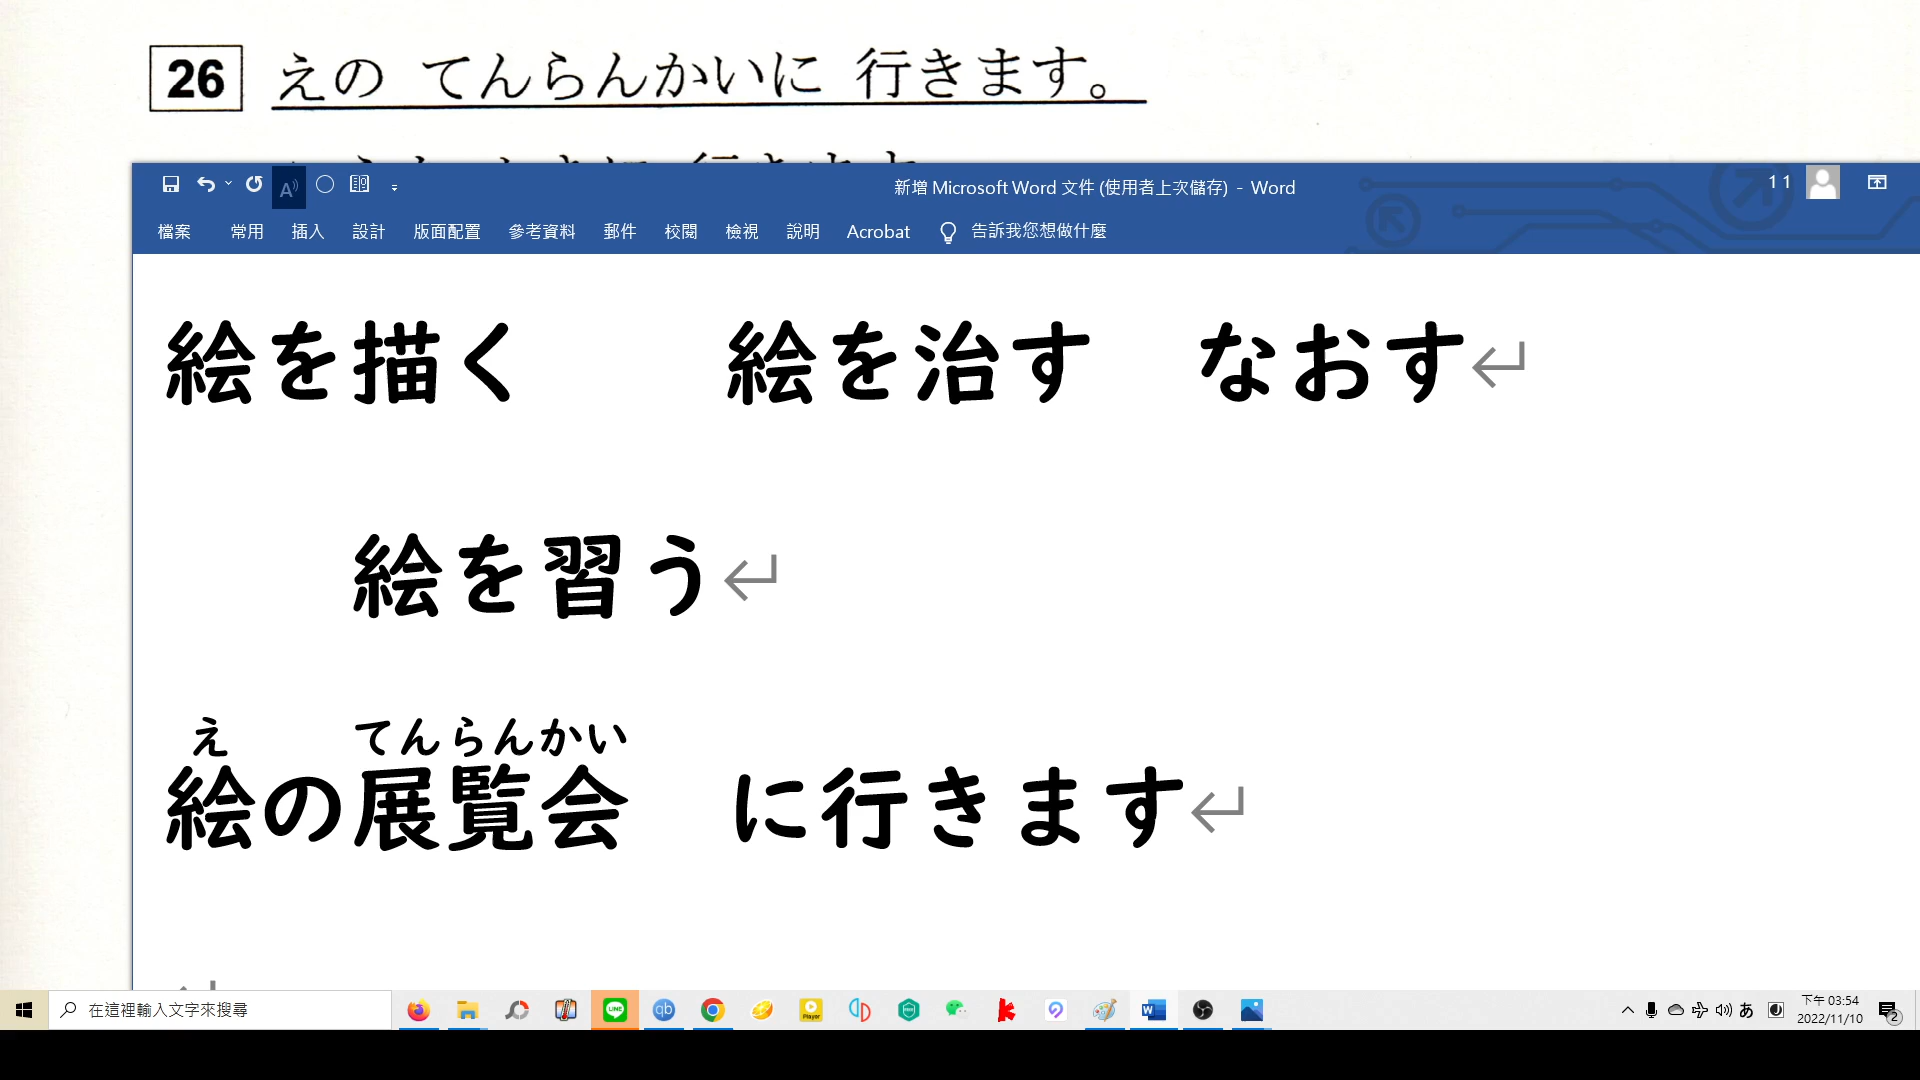 26 えの てんらんかいに 行きます。
新増 Microsoft Word 文件 (使用者上次儲存) - Word
1 1
檔案 常用 插入 設計 版面配置 參考資料 郵件 校閱 檢視 說明 Acrobat 告訴我您想做什麼
絵を描く 絵を治す なおす
絵を習う
え てんらんかい
絵の展覧会 に行きます
在這裡輸入文字來搜尋
あ
下午 03:54
2022/11/10
2